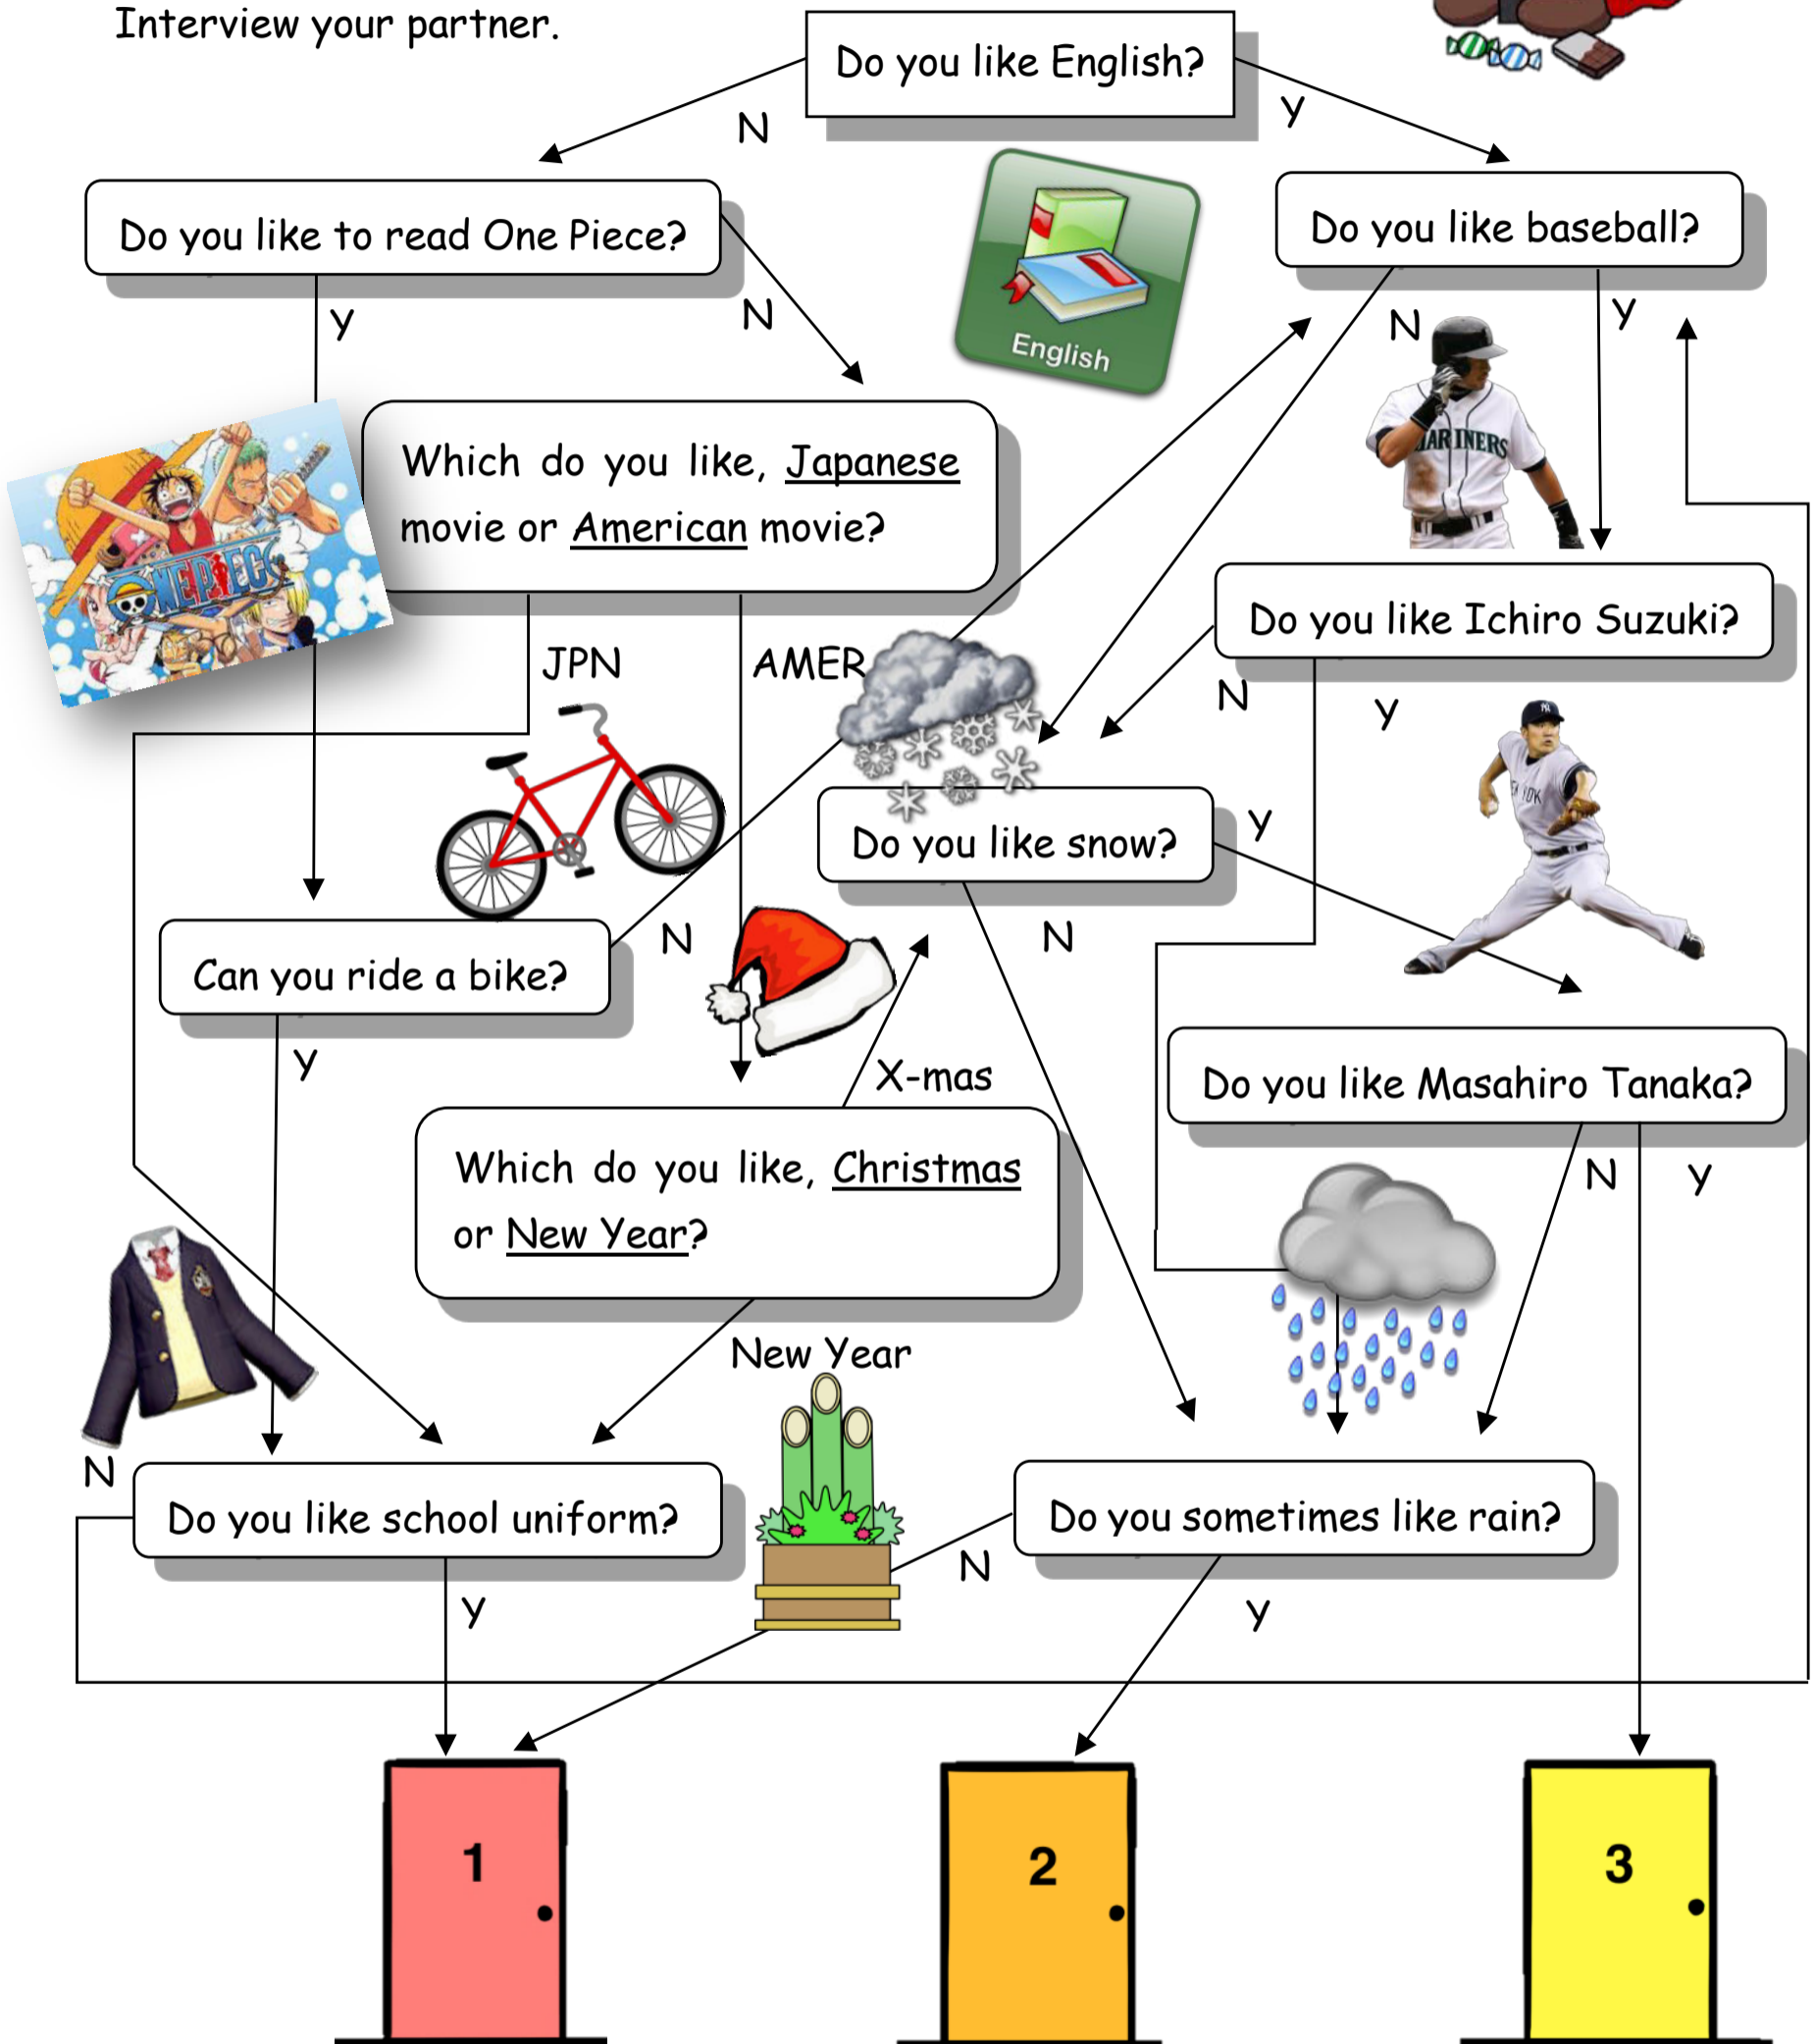 Interview your partner.
Do you like English?
N
Y
Do you like to read One Piece?
Do you like baseball?
English
Y
N
N
Y
MARINERS
Which do you like, Japanese
movie or American movie?
ONE PIECE
Do you like Ichiro Suzuki?
JPN
AMER
N
Y
NY
Do you like snow?
Y
N
N
Can you ride a bike?
Y
X-mas
Do you like Masahiro Tanaka?
N
Y
Which do you like, Christmas
or New Year?
New Year
N
Do you like school uniform?
Do you sometimes like rain?
N
Y
Y
1
2
3